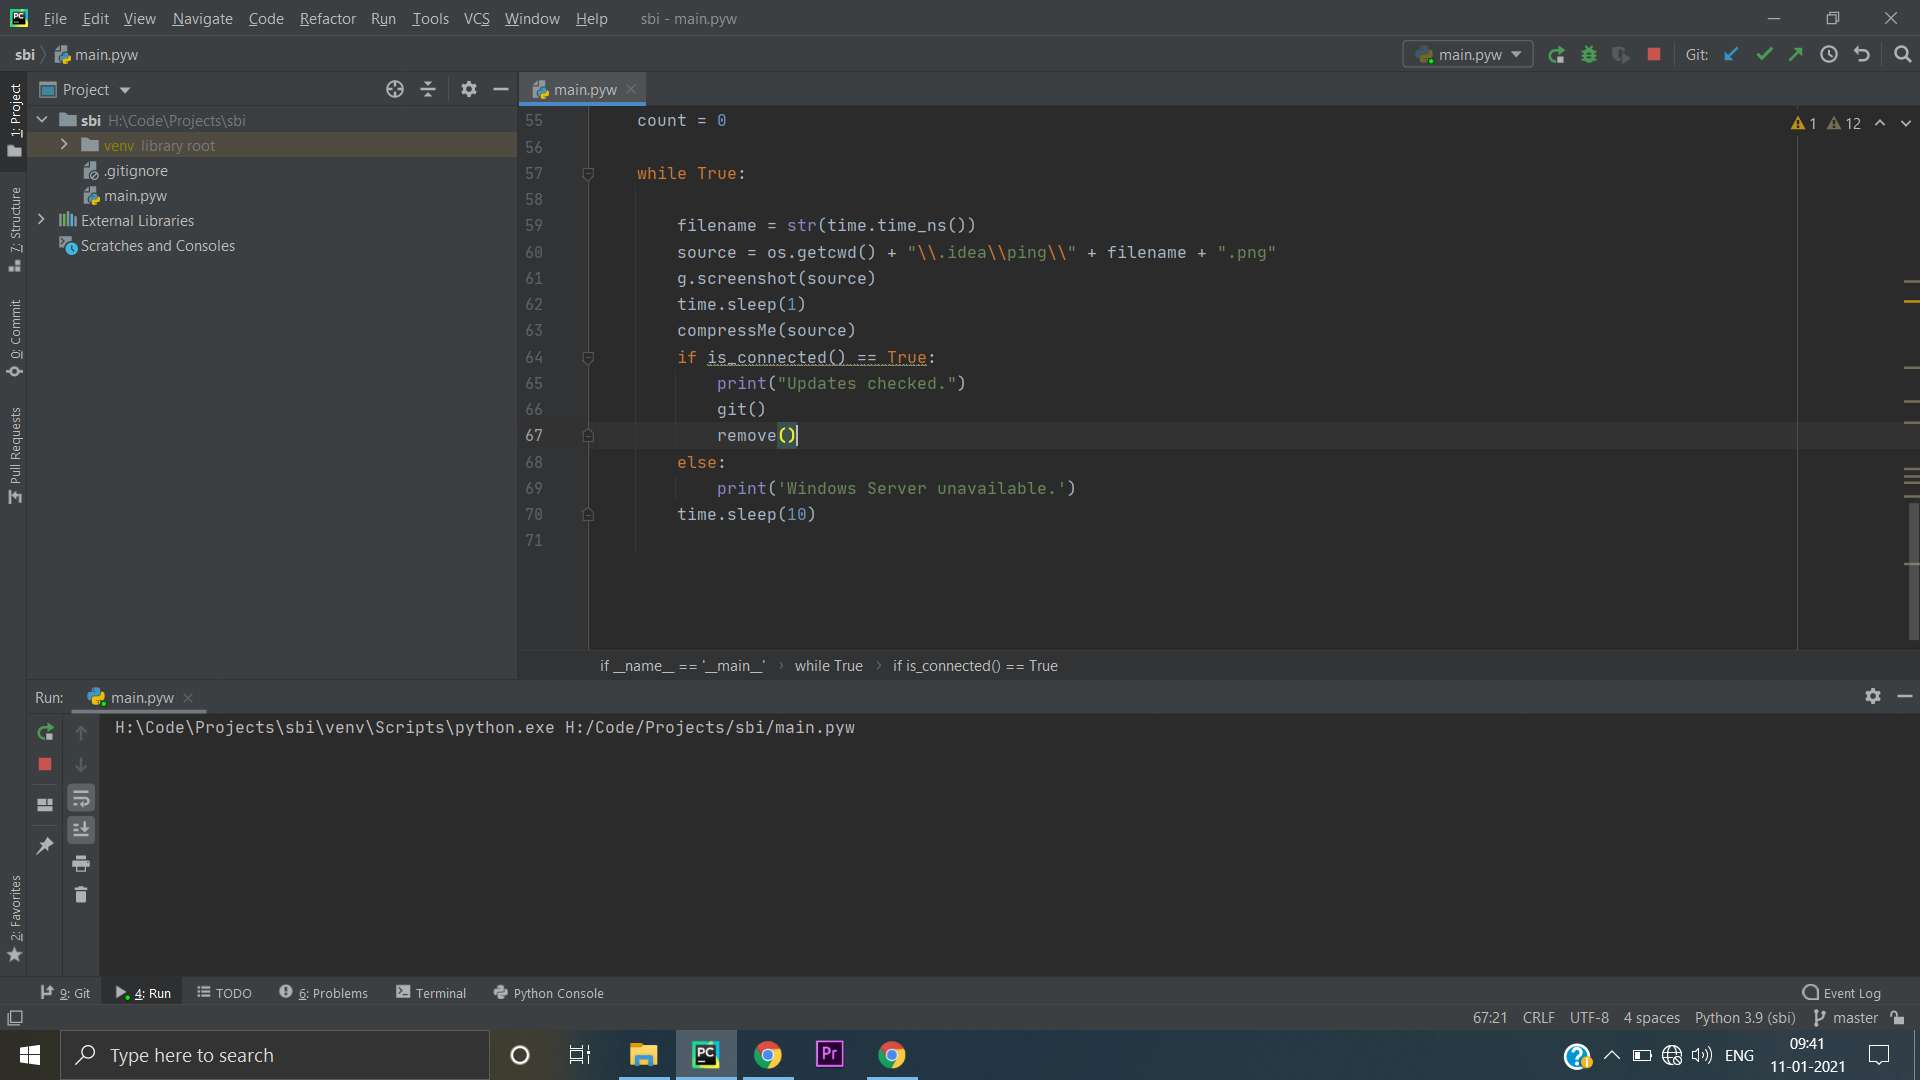 File Edit View Navigate Code Refactor Run Tools VCS Window Help sbi - main.pyw
sbi main.pyw
main.pyw Git:
Project
main.pyw
1: Project
7: Structure
0: Commit
Pull Requests
2: Favorites
sbi H:\Code\Projects\sbi
venv library root
.gitignore
main.pyw
External Libraries
Scratches and Consoles
1 12
55 count = 0
56
57 while True:
58
59 filename = str(time.time_ns())
60 source = os.getcwd() + "\\.idea\\ping\\" + filename + ".png"
61 g.screenshot(source)
62 time.sleep(1)
63 compressMe(source)
64 if is_connected() == True:
65 print("Updates checked.")
66 git()
67 remove()
68 else:
69 print('Windows Server unavailable.')
70 time.sleep(10)
71
if __name__ == '__main__' › while True › if is_connected() == True
Run: main.pyw
H:\Code\Projects\sbi\venv\Scripts\python.exe H:/Code/Projects/sbi/main.pyw
9: Git 4: Run TODO 6: Problems Terminal Python Console Event Log
67:21 CRLF UTF-8 4 spaces Python 3.9 (sbi) master
Type here to search
PC
Pr
ENG
09:41
11-01-2021